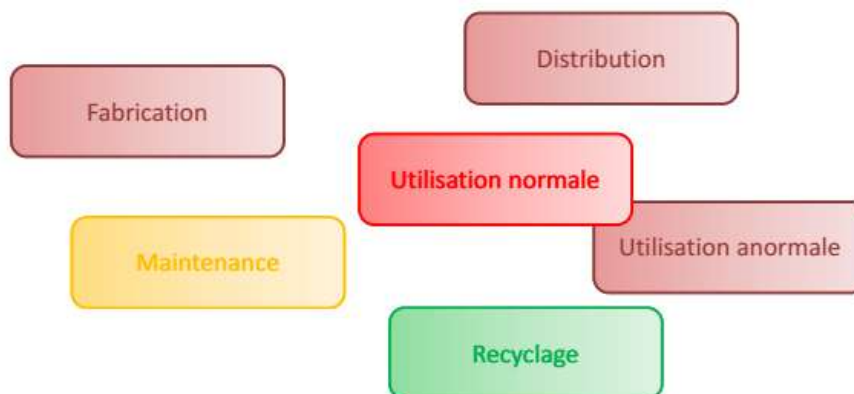 Distribution
Fabrication
Utilisation normale
Utilisation anormale
Maintenance
Recyclage